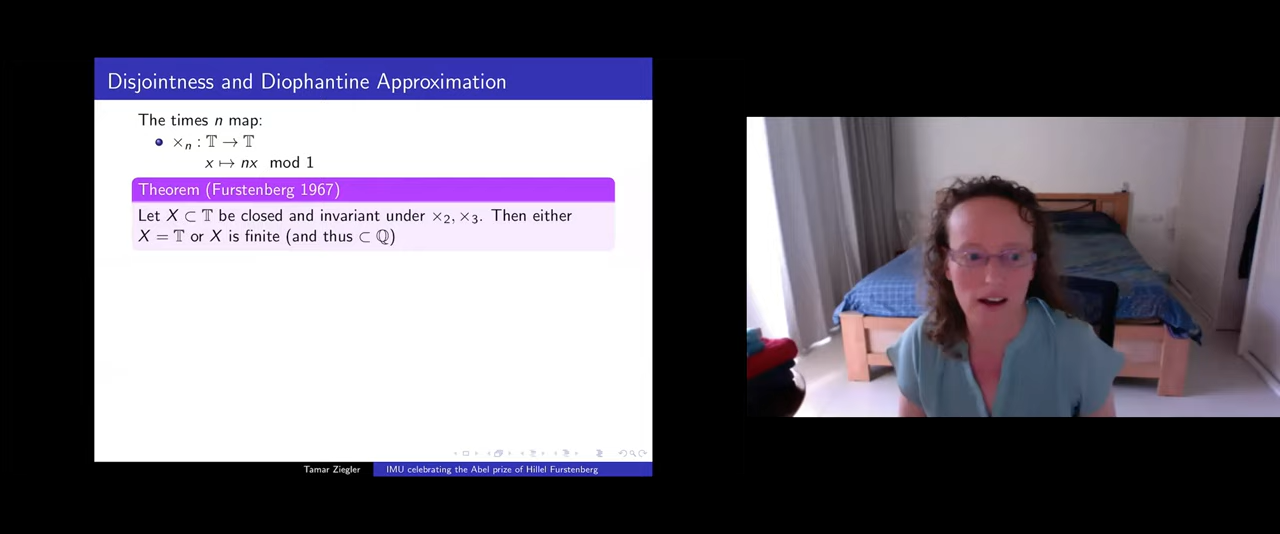 Disjointness and Diophantine Approximation
The times n map:
×ₙ : 𝕋 → 𝕋
x ↦ nx mod 1
Theorem (Furstenberg 1967)
Let X ⊂ 𝕋 be closed and invariant under ×₂, ×₃. Then either
X = 𝕋 or X is finite (and thus ⊂ ℚ)
Tamar Ziegler
IMU celebrating the Abel prize of Hillel Furstenberg